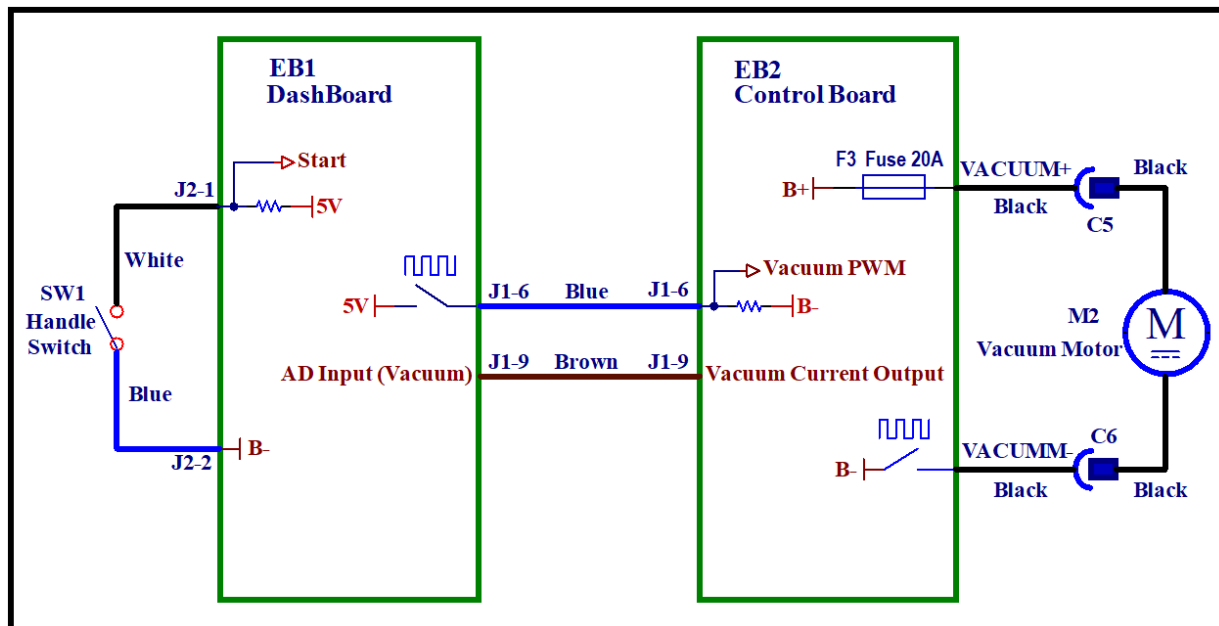 EB1
DashBoard
Start
J2-1
5V
White
SW1
Handle
Switch
Blue
J2-2
B-
5V
J1-6
Blue
J1-6
AD Input (Vacuum)
J1-9
Brown
J1-9
EB2
Control Board
F3 Fuse 20A
B+
VACUUM+
Black
Black
C5
Vacuum PWM
B-
M2
Vacuum Motor
M
Vacuum Current Output
B-
VACUMM-
Black
C6
Black